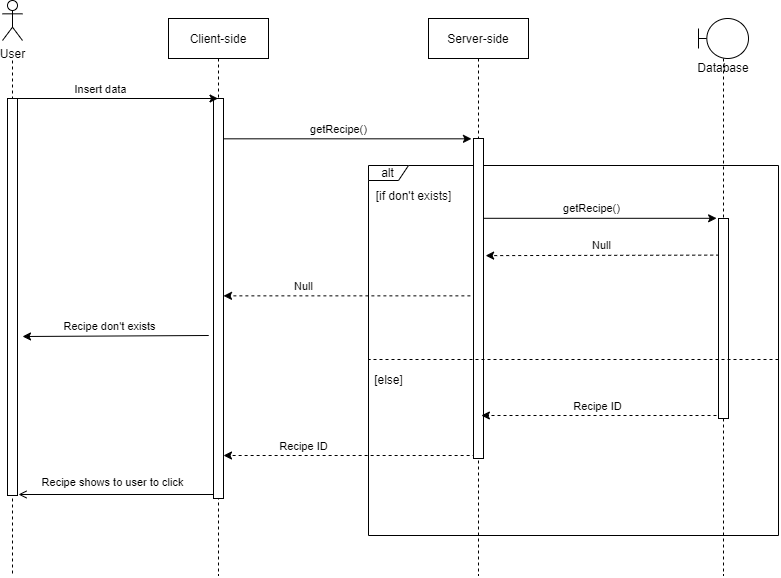 User
Client-side
Server-side
Database
Insert data
getRecipe()
alt
[if don't exists]
getRecipe()
Null
Null
Recipe don't exists
[else]
Recipe ID
Recipe ID
Recipe shows to user to click